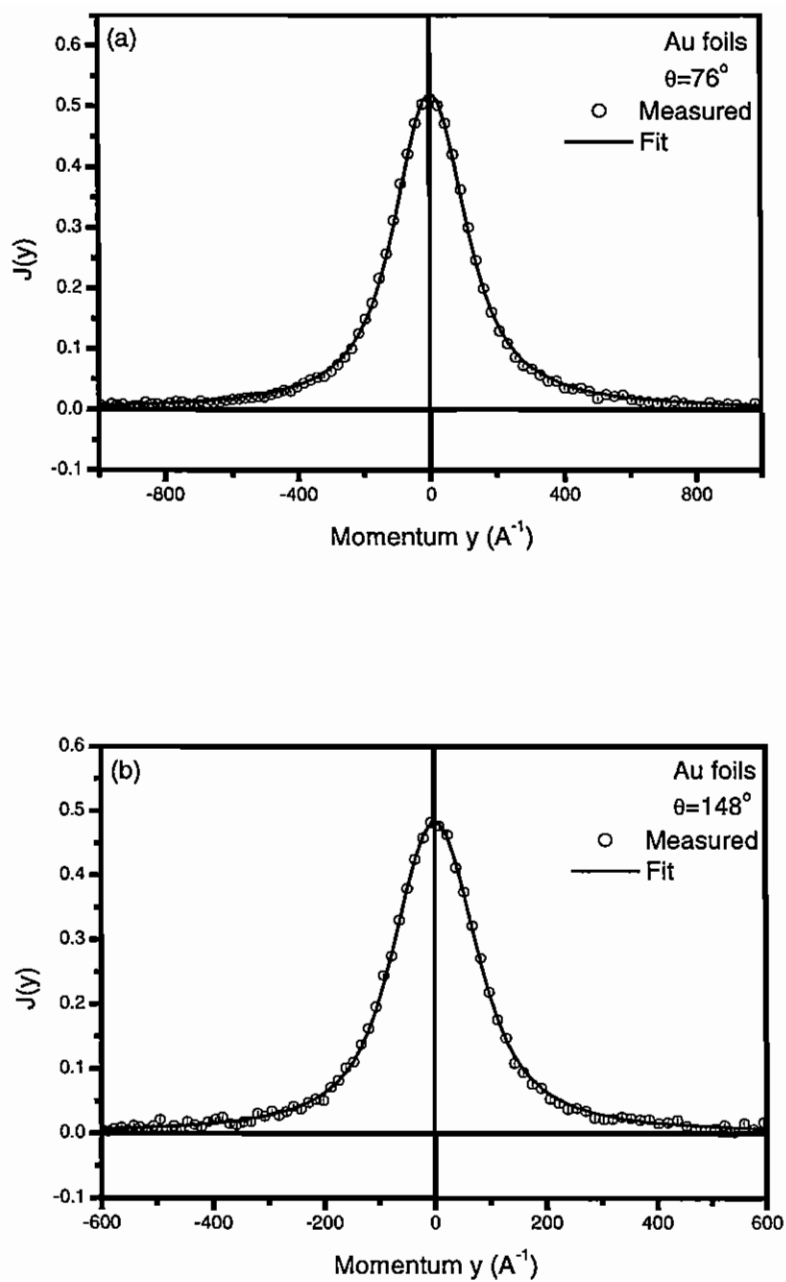 (a)
Au foils
θ=76°
Measured
Fit
0.6
0.5
0.4
0.3
0.2
0.1
0.0
-0.1
J(y)
-800 -400 0 400 800
Momentum y (A⁻¹)
(b)
Au foils
θ=148°
Measured
Fit
0.6
0.5
0.4
0.3
0.2
0.1
0.0
-0.1
J(y)
-600 -400 -200 0 200 400 600
Momentum y (A⁻¹)